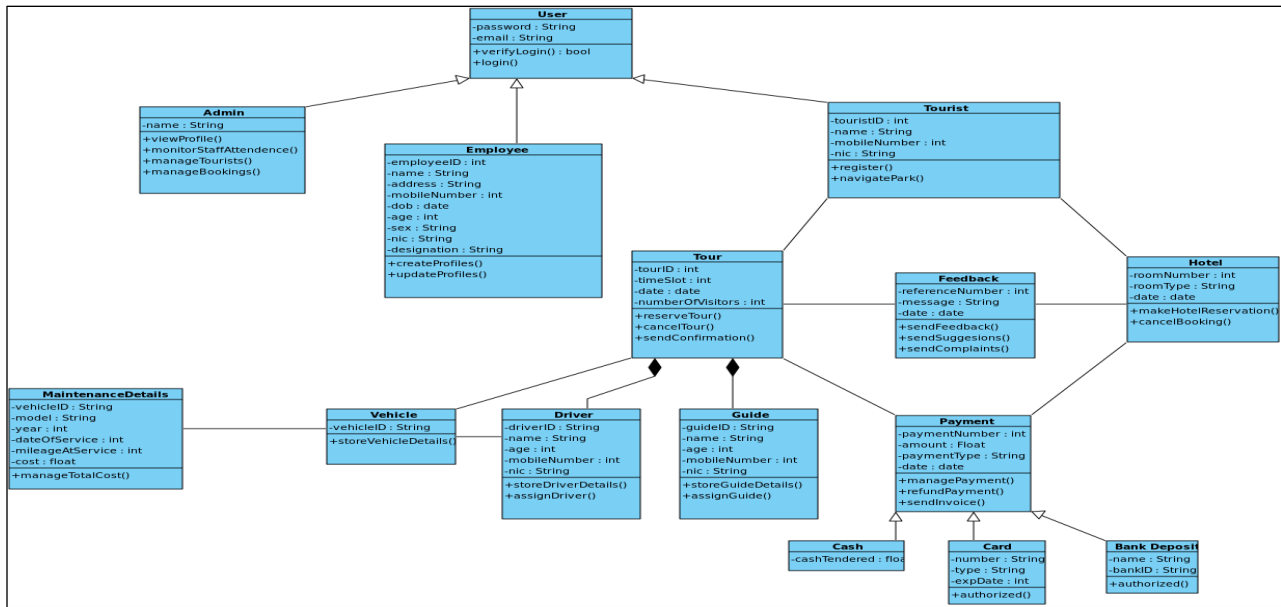 User
-password : String
-email : String
+verifyLogin() : bool
+login()
Admin
-name : String
+viewProfile()
+monitorStaffAttendence()
+manageTourists()
+manageBookings()
Employee
-employeeID : int
-name : String
-address : String
-mobileNumber : int
-dob : date
-age : int
-sex : String
-nic : String
-designation : String
+createProfiles()
+updateProfiles()
Tourist
-touristID : int
-name : String
-mobileNumber : int
-nic : String
+register()
+navigatePark()
Tour
-tourID : int
-timeSlot : int
-date : date
-numberOfVisitors : int
+reserveTour()
+cancelTour()
+sendConfirmation()
Feedback
-referenceNumber : int
-message : String
-date : date
+sendFeedback()
+sendSuggesions()
+sendComplaints()
Hotel
-roomNumber : int
-roomType : String
-date : date
+makeHotelReservation()
+cancelBooking()
MaintenanceDetails
-vehicleID : String
-model : String
-year : int
-dateOfService : int
-mileageAtService : int
-cost : float
+manageTotalCost()
Vehicle
-vehicleID : String
+storeVehicleDetails()
Driver
-driverID : String
-name : String
-age : int
-mobileNumber : int
-nic : String
+storeDriverDetails()
+assignDriver()
Guide
-guideID : String
-name : String
-age : int
-mobileNumber : int
-nic : String
+storeGuideDetails()
+assignGuide()
Payment
-paymentNumber : int
-amount : Float
-paymentType : String
-date : date
+managePayment()
+refundPayment()
+sendInvoice()
Cash
-cashTendered : floa
Card
-number : String
-type : String
-expDate : int
+authorized()
Bank Deposit
-name : String
-bankID : String
+authorized()